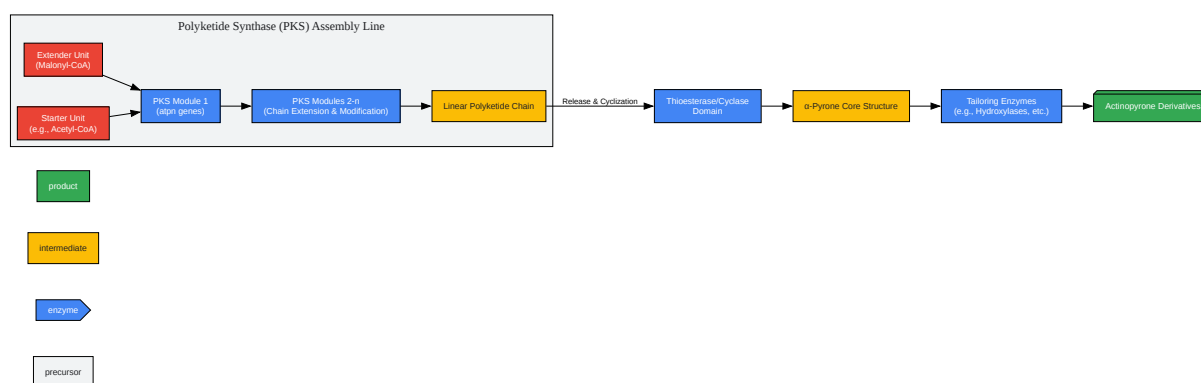 Polyketide Synthase (PKS) Assembly Line
Extender Unit
(Malonyl-CoA)
Starter Unit
(e.g., Acetyl-CoA)
PKS Module 1
(atpn genes)
PKS Modules 2-n
(Chain Extension & Modification)
Linear Polyketide Chain
Release & Cyclization
Thioesterase/Cyclase
Domain
α-Pyrone Core Structure
Tailoring Enzymes
(e.g., Hydroxylases, etc.)
Actinopyrone Derivatives
product
intermediate
enzyme
precursor